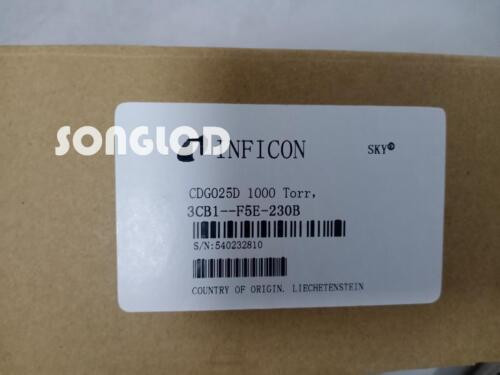 SONGLOD
INFICON
SKY®
CDG025D 1000 Torr,
3CB1--F5E-230B
S/N:540232810
COUNTRY OF ORIGIN. LIECHETENSTEIN